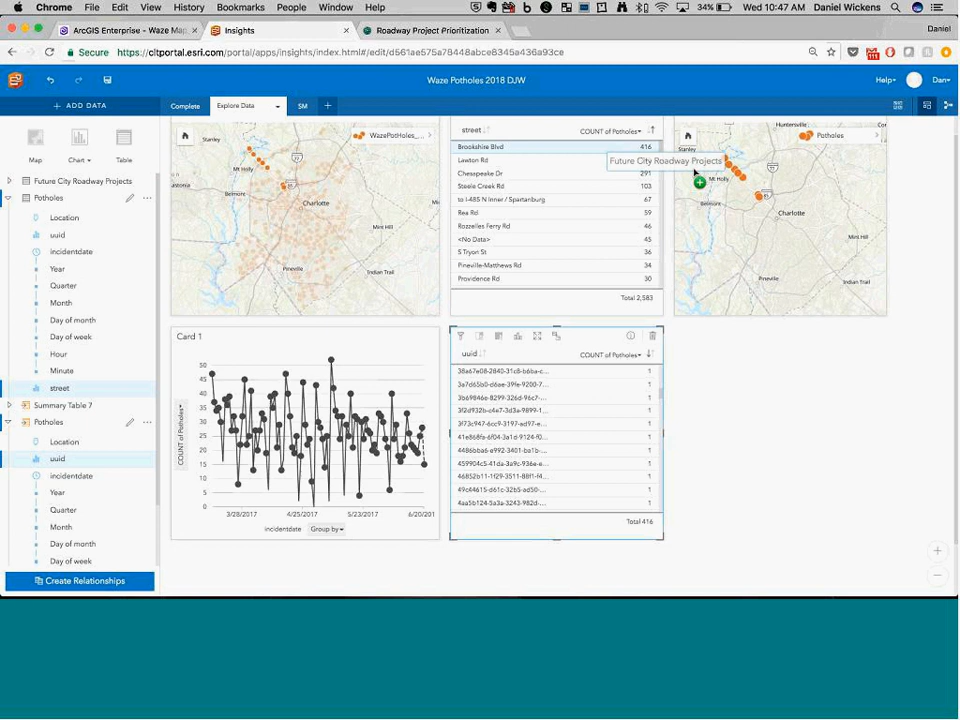 Chrome File Edit View History Bookmarks People Window Help 34% Wed 10:47 AM Daniel Wickens
ArcGIS Enterprise - Waze Ma Insights Roadway Project Prioritization Daniel
Secure https://cltportal.esri.com/portal/apps/insights/index.html#/edit/d561ae575a78448abce8345a436a93ce
Waze Potholes 2018 DJW Help Dan
+ ADD DATA Complete Explore Data SM +
Map Chart Table
Future City Roadway Projects
Potholes
Location
uuid
incidentdate
Year
Quarter
Month
Day of month
Day of week
Hour
Minute
street
Summary Table 7
Potholes
Location
uuid
incidentdate
Year
Quarter
Month
Day of month
Day of week
Create Relationships
WazePotHoles_...
Stanley
Mt Holly
Belmont
Charlotte
Mint Hill
Pineville
Indian Trail
street COUNT of Potholes
Brookshire Blvd 416
Lawton Rd
Chesspeake Dr 291
Steele Creek Rd 103
to I-485 N Inner / Spartanburg 67
Rea Rd 59
Rozzelles Ferry Rd 46
<No Data> 45
S Tryon St 36
Pineville-Matthews Rd 34
Providence Rd 30
Total 2,583
Future City Roadway Projects
Huntersville
Potholes
Stanley
Mt Holly
Belmont
Charlotte
Mint Hill
Pineville
Indian Trail
Card 1
COUNT of Potholes
50
45
40
35
30
25
20
15
10
5
0
3/28/2017 4/25/2017 5/23/2017 6/20/201
incidentdate Group by
uuid COUNT of Potholes
38a67e08-2840-31c8-b6ba-c... 1
3a7d65b0-d6ae-39fe-9200-7... 1
3b69846e-8299-326d-96c7-... 1
3f2d932b-c4e7-3d3a-9899-1... 1
3f73c947-6cc9-3197-ad97-e... 1
41e868fa-6f04-3a1d-9124-f0... 1
4486bba6-e992-3401-ba1b-... 1
459904c5-41da-3a9c-936e-e... 1
46852b11-1f29-3511-88f1-f4... 1
49c44615-d61c-32b5-ad50-... 1
4aa5b124-5a3a-3243-982d-... 1
Total 416